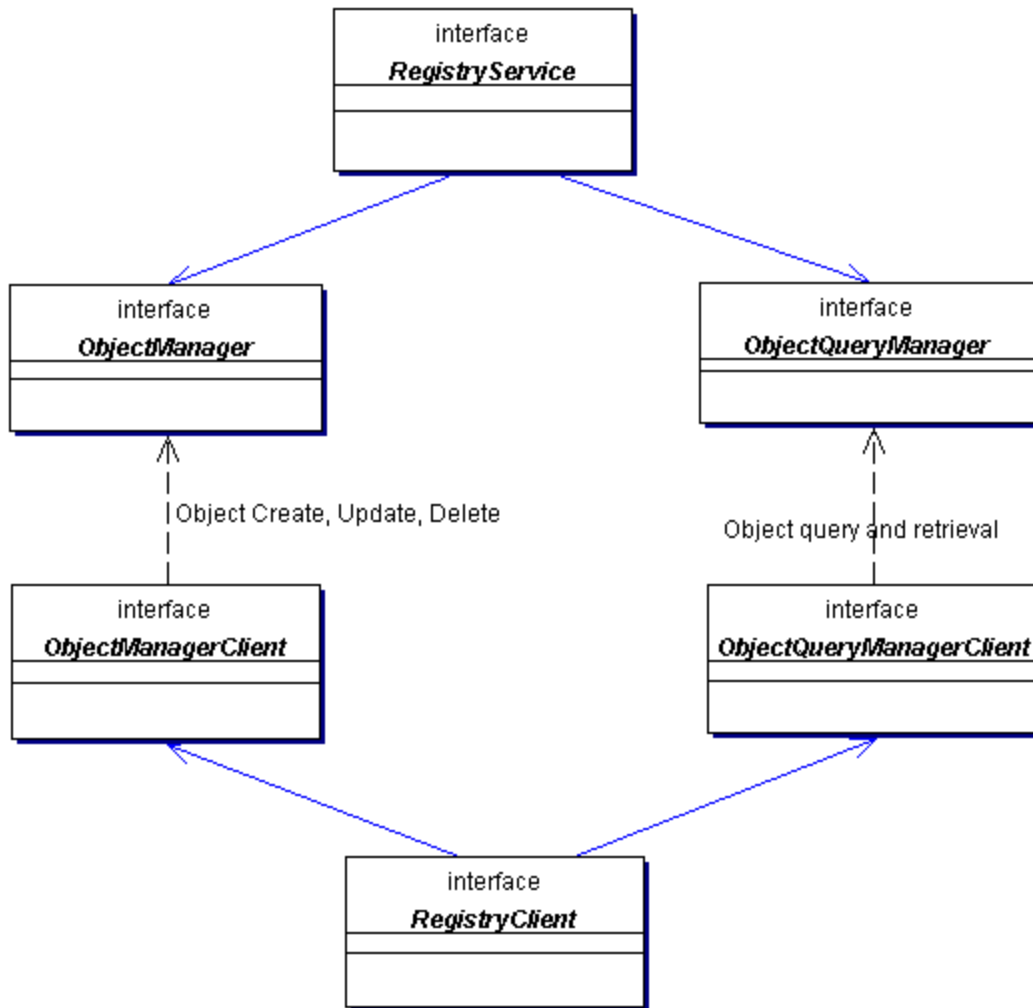 interface
RegistryService
interface
ObjectManager
interface
ObjectQueryManager
Object Create, Update, Delete
Object query and retrieval
interface
ObjectManagerClient
interface
ObjectQueryManagerClient
interface
RegistryClient